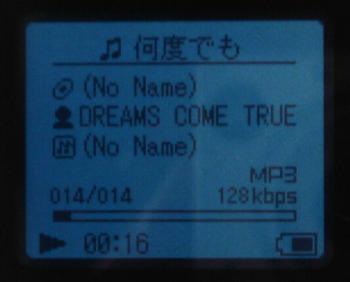 何度でも
(No Name)
DREAMS COME TRUE
(No Name)
MP3
014/014 128kbps
00:16